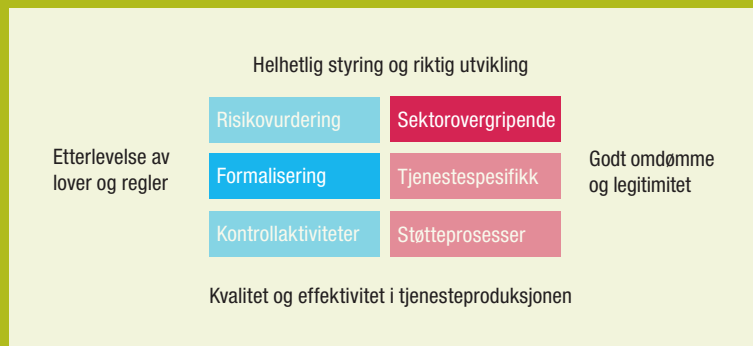 Helhetlig styring og riktig utvikling
Risikovurdering
Sektorovergripende
Etterlevelse av
lover og regler
Formalisering
Tjenestespesifikk
Godt omdømme
og legitimitet
Kontrollaktiviteter
Støtteprosesser
Kvalitet og effektivitet i tjenesteproduksjonen